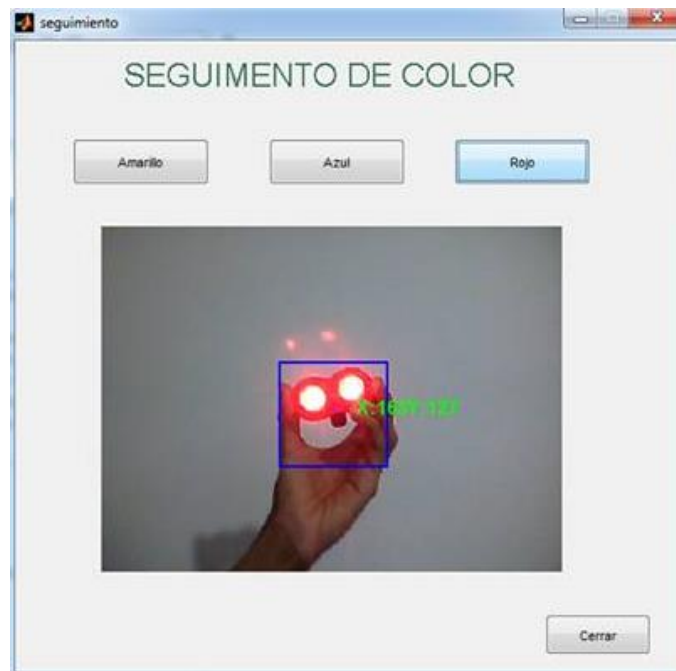 seguimiento
SEGUIMENTO DE COLOR
Amarillo
Azul
Rojo
Cerrar